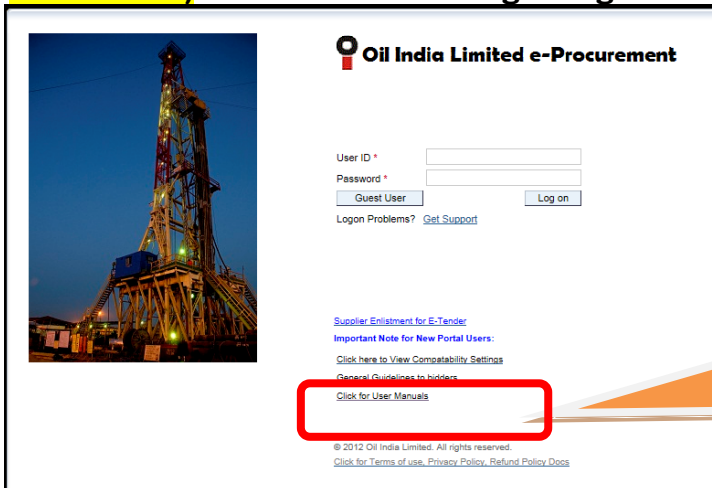 Oil India Limited e-Procurement
User ID *
Password *
Guest User Log on
Logon Problems? Get Support
Supplier Enlistment for E-Tender
Important Note for New Portal Users:
Click here to View Compatability Settings
General Guidelines to bidders
Click for User Manuals
© 2012 Oil India Limited. All rights reserved.
Click for Terms of use, Privacy Policy, Refund Policy Docs